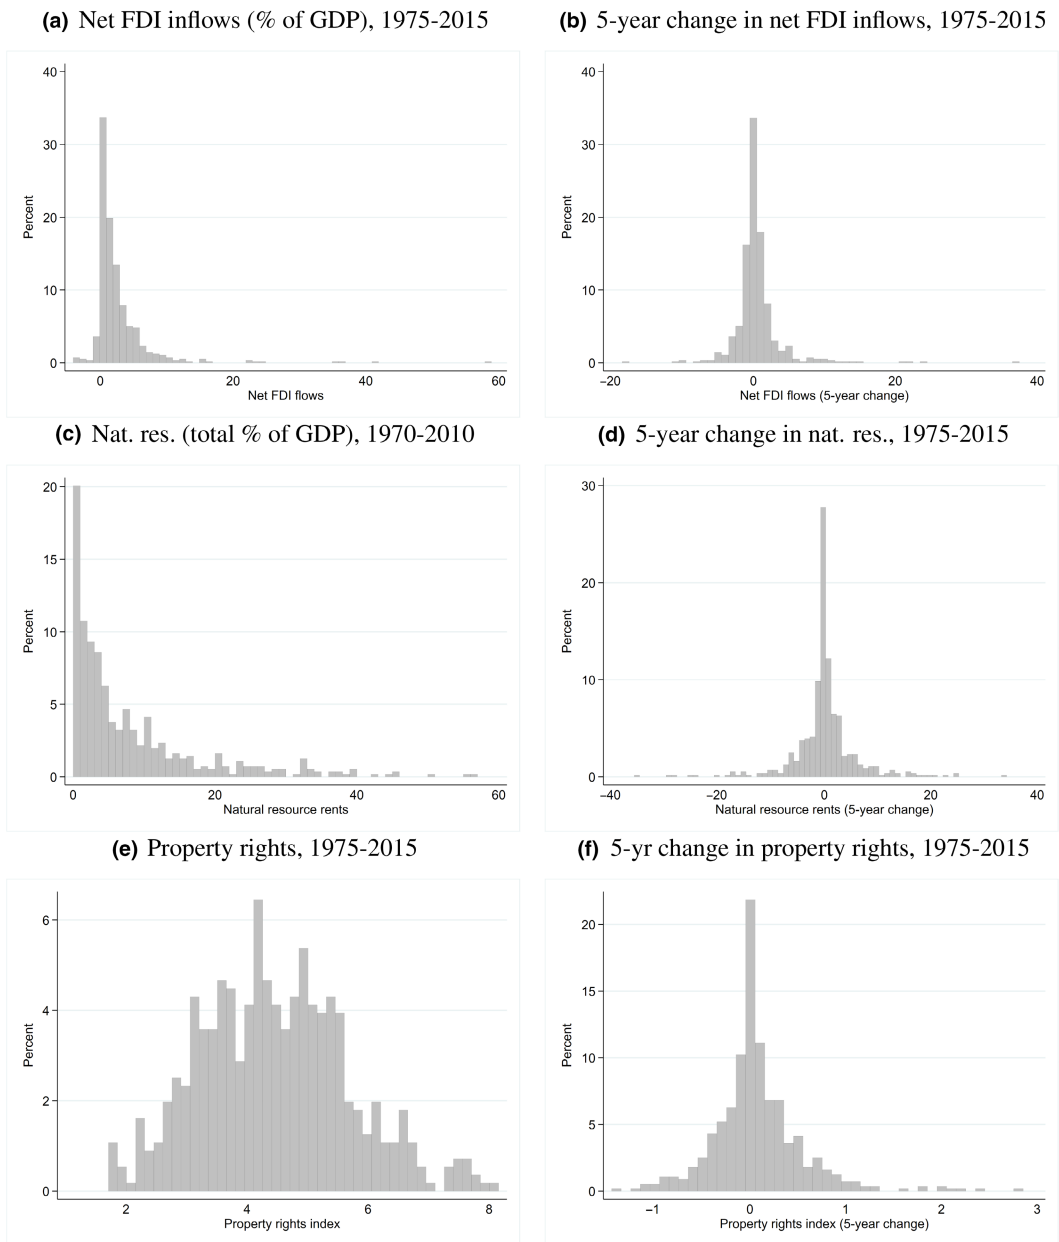 (a) Net FDI inflows (% of GDP), 1975-2015
40
30
20
10
0
Percent
0 20 40 60
Net FDI flows
(b) 5-year change in net FDI inflows, 1975-2015
40
30
20
10
0
Percent
−20 0 20 40
Net FDI flows (5-year change)
(c) Nat. res. (total % of GDP), 1970-2010
20
15
10
5
0
Percent
0 20 40 60
Natural resource rents
(d) 5-year change in nat. res., 1975-2015
30
20
10
0
Percent
−40 −20 0 20 40
Natural resource rents (5-year change)
(e) Property rights, 1975-2015
6
4
2
0
Percent
2 4 6 8
Property rights index
(f) 5-yr change in property rights, 1975-2015
20
15
10
5
0
Percent
−1 0 1 2 3
Property rights index (5-year change)